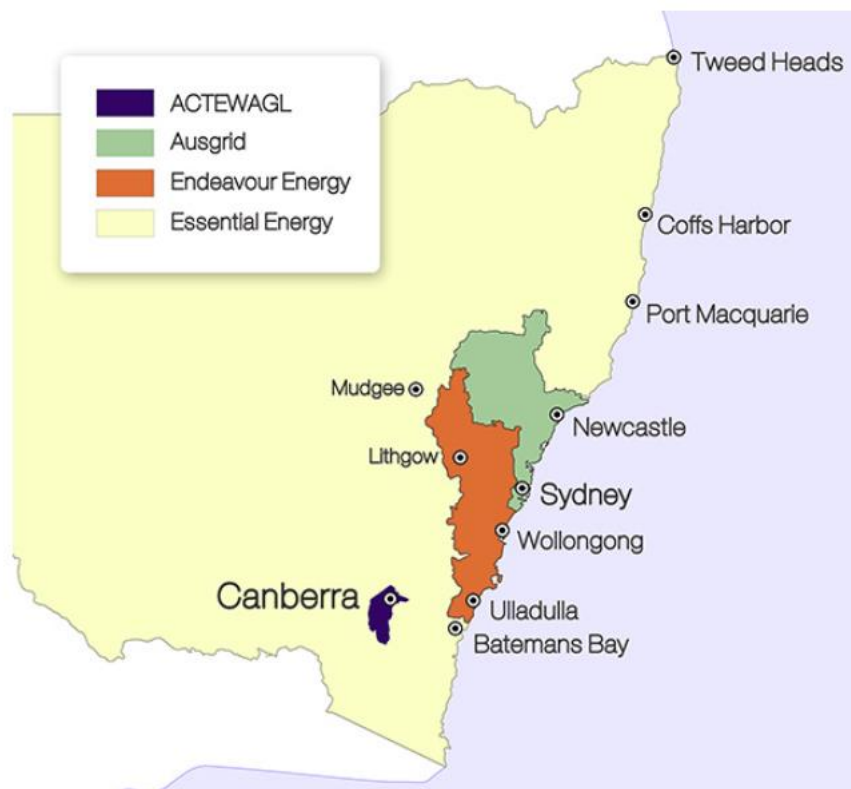 ACTEWAGL
Ausgrid
Endeavour Energy
Essential Energy
Tweed Heads
Coffs Harbor
Port Macquarie
Mudgee
Newcastle
Lithgow
Sydney
Wollongong
Canberra
Ulladulla
Batemans Bay